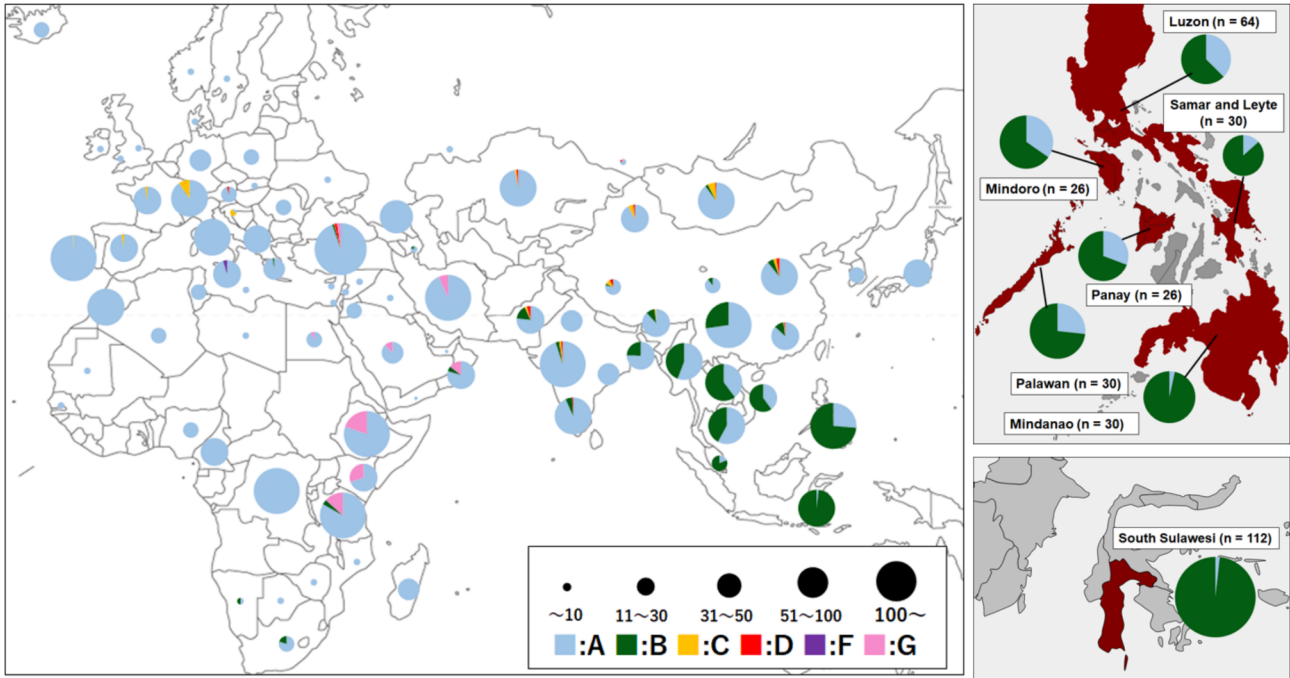 Luzon (n = 64)
Samar and Leyte
(n = 30)
Mindoro (n = 26)
Panay (n = 26)
Palawan (n = 30)
Mindanao (n = 30)
South Sulawesi (n = 112)
～10
11～30
31～50
51～100
100～
:A :B :C :D :F :G